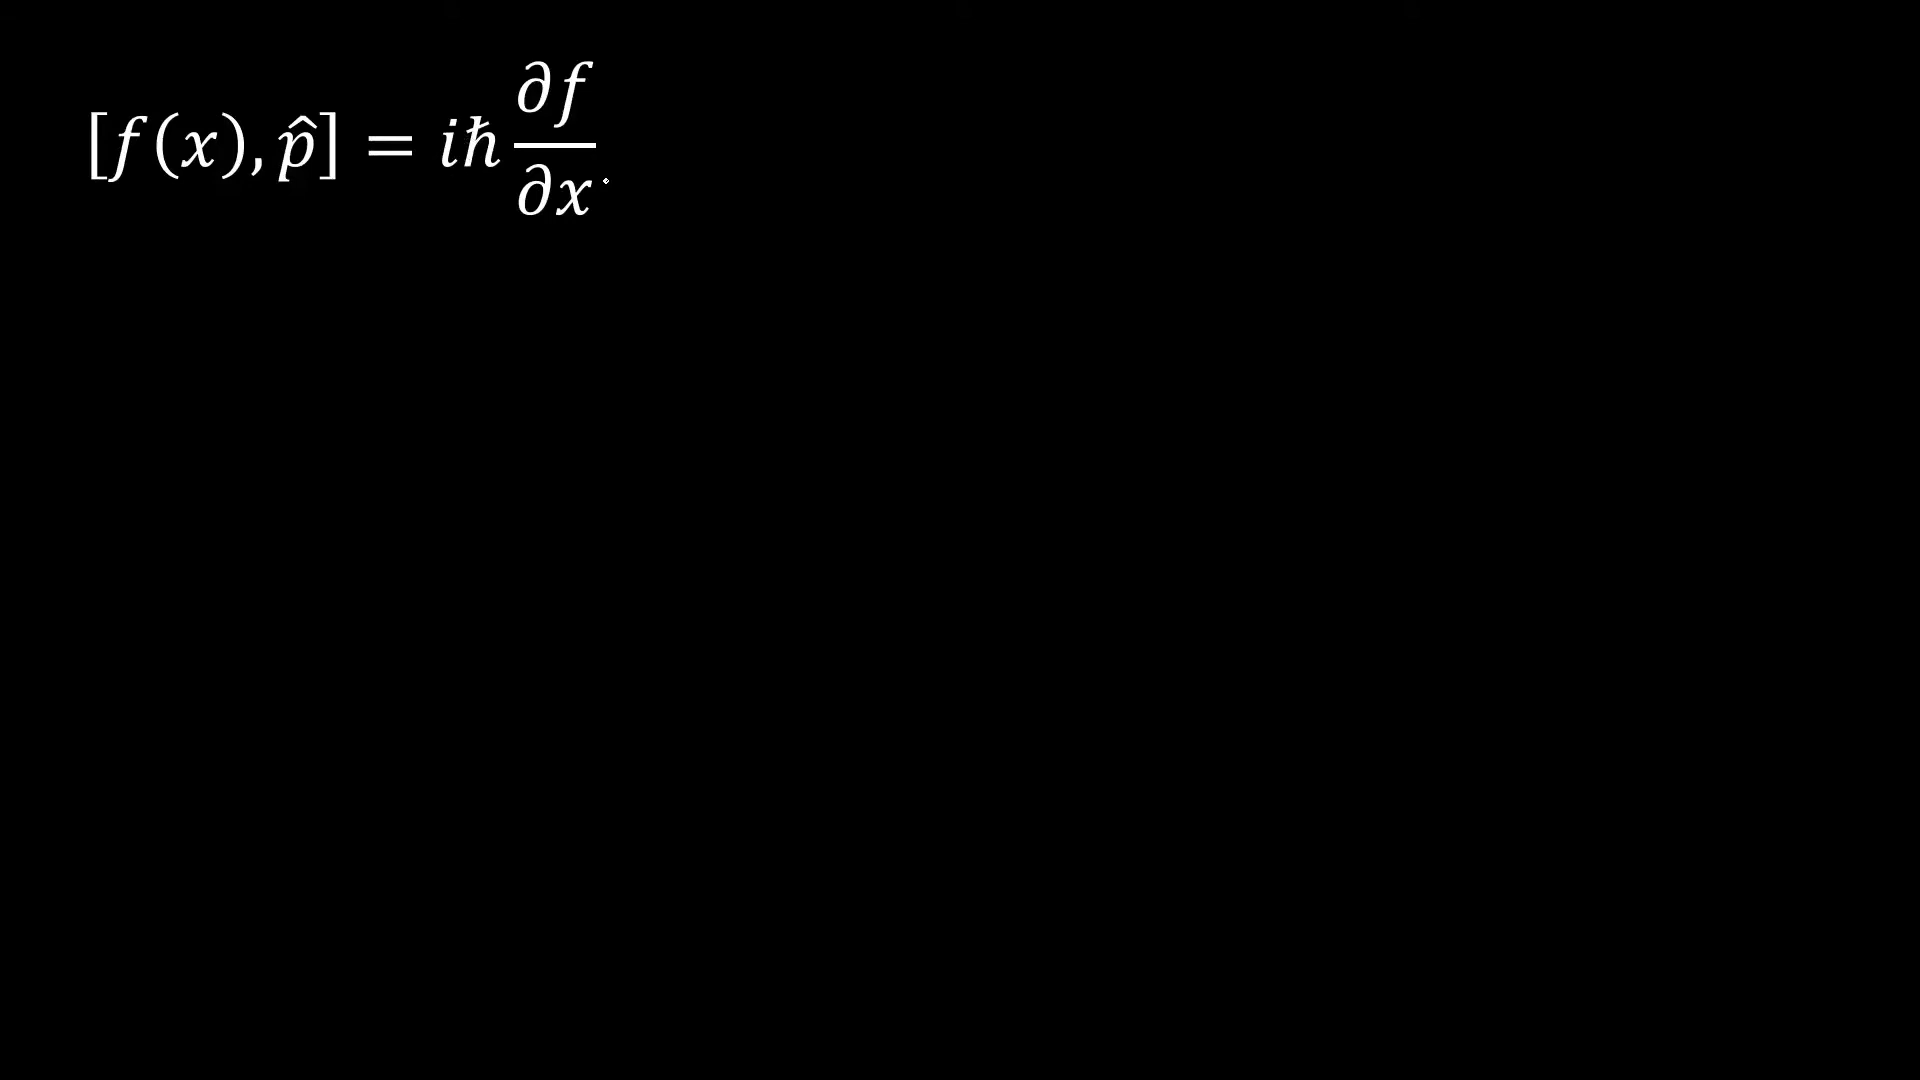 [f(x), p̂] = iħ ∂f/∂x